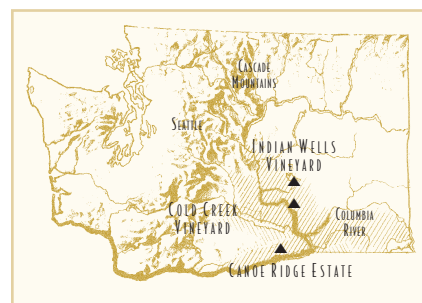 Cascade
Mountains
Seattle
Indian Wells
Vineyard
Cold Creek
Vineyard
Columbia
River
Canoe Ridge Estate